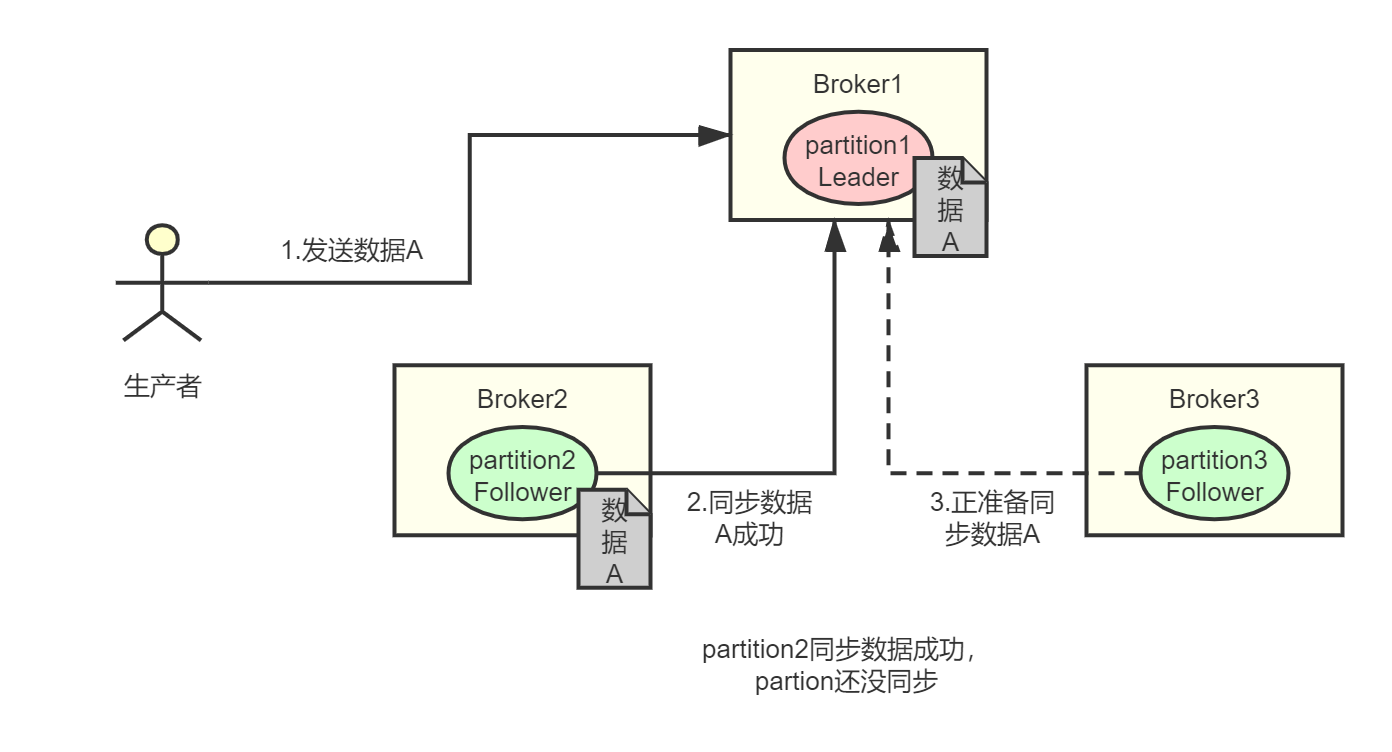 Broker1
partition1
Leader
数
据
A
1.发送数据A
生产者
Broker2
partition2
Follower
数
据
A
2.同步数据
A成功
3.正准备同
步数据A
Broker3
partition3
Follower
partition2同步数据成功，
partion还没同步